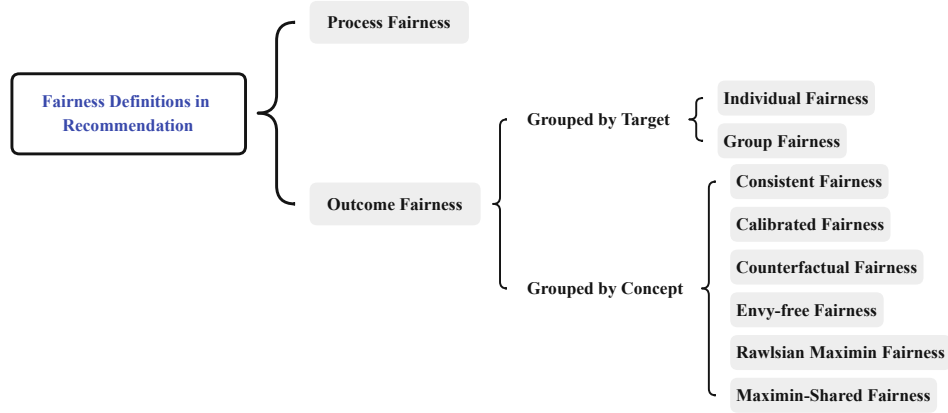 Fairness Definitions in
Recommendation
Process Fairness
Outcome Fairness
Grouped by Target
Individual Fairness
Group Fairness
Grouped by Concept
Consistent Fairness
Calibrated Fairness
Counterfactual Fairness
Envy-free Fairness
Rawlsian Maximin Fairness
Maximin-Shared Fairness